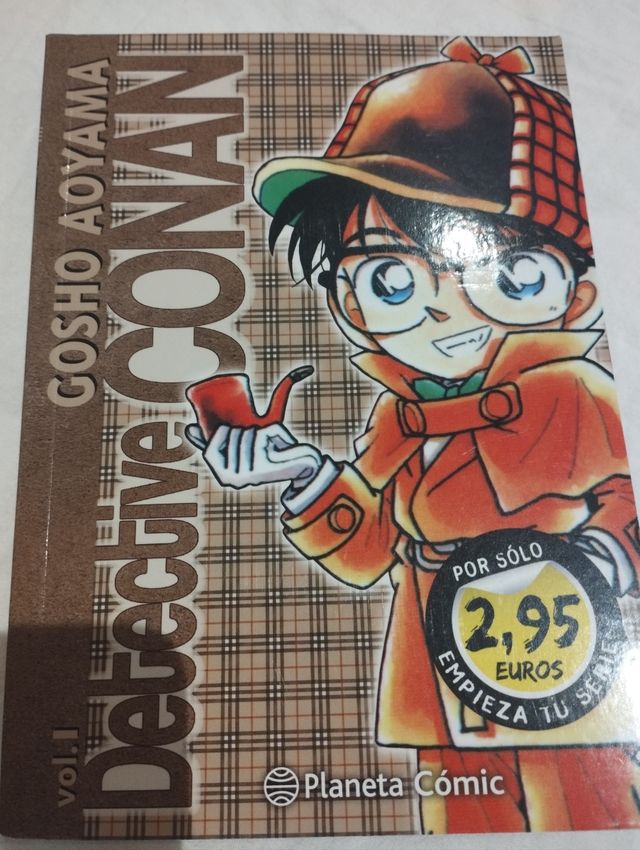 GOSHO AOYAMA
Detective CONAN
vol.1
POR SÓLO
2,95
EUROS
EMPIEZA TU SERIE
Planeta Cómic